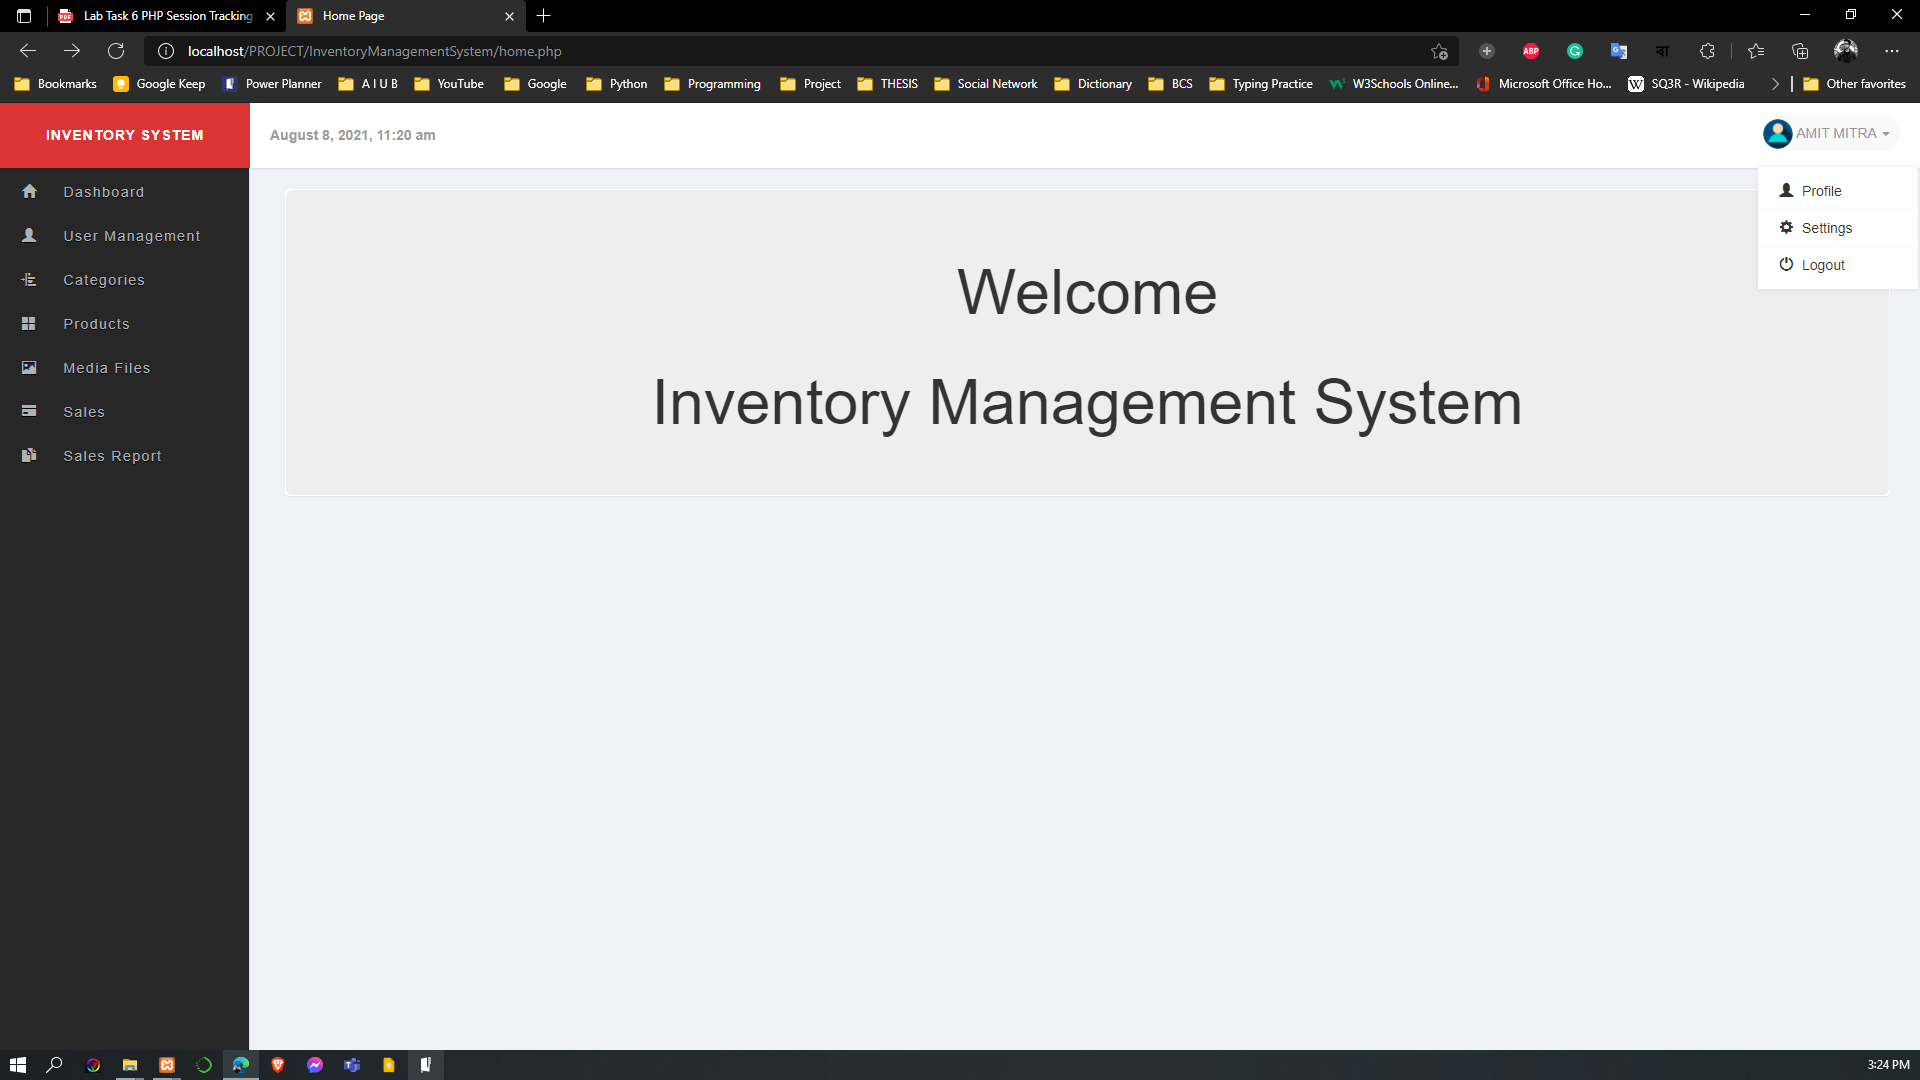 Lab Task 6 PHP Session Tracking
Home Page
localhost/PROJECT/InventoryManagementSystem/home.php
ABP
বা
Bookmarks
Google Keep
Power Planner
A I U B
YouTube
Google
Python
Programming
Project
THESIS
Social Network
Dictionary
BCS
Typing Practice
W3Schools Online...
Microsoft Office Ho...
SQ3R - Wikipedia
Other favorites
INVENTORY SYSTEM
August 8, 2021, 11:20 am
AMIT MITRA
Profile
Settings
Logout
Dashboard
User Management
Categories
Products
Media Files
Sales
Sales Report
Welcome
Inventory Management System
3:24 PM